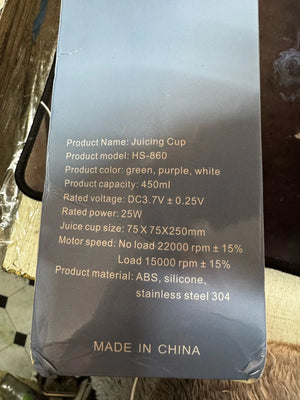 Product Name: Juicing Cup
Product model: HS-860
Product color: green, purple, white
Product capacity: 450ml
Rated voltage: DC3.7V ± 0.25V
Rated power: 25W
Juice cup size: 75 X 75X250mm
Motor speed: No load 22000 rpm ± 15%
Load 15000 rpm ± 15%
Product material: ABS, silicone,
stainless steel 304
MADE IN CHINA